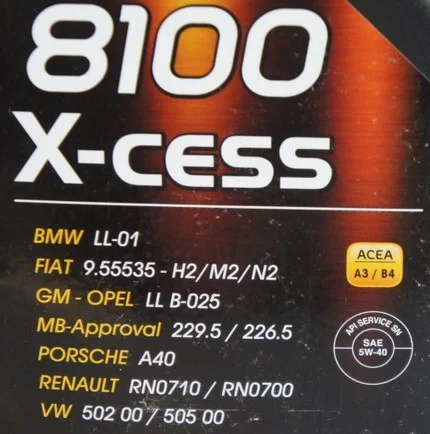 8100
X-CESS
BMW LL-01
FIAT 9.55535 - H2/M2/N2
GM - OPEL LL B-025
MB-Approval 229.5 / 226.5
PORSCHE A40
RENAULT RN0710 / RN0700
VW 502 00 / 505 00
ACEA
A3 / B4
API SERVICE SN
SAE
5W-40